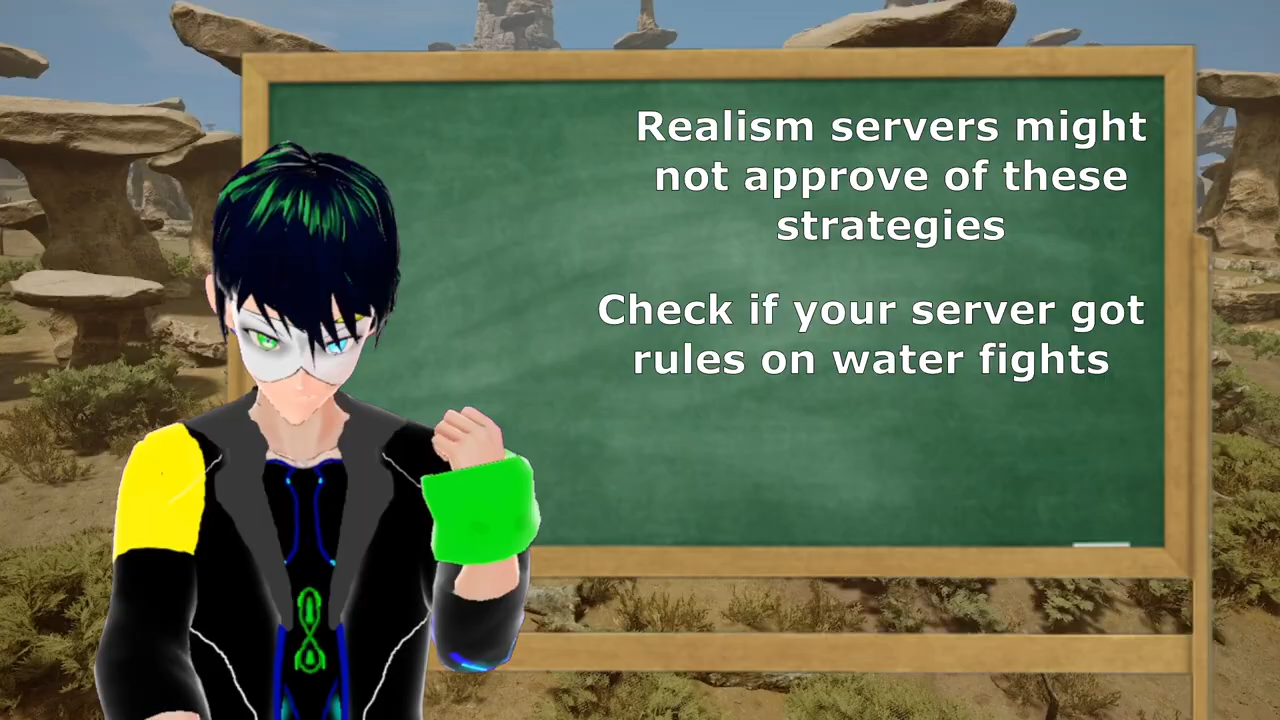 Realism servers might
not approve of these
strategies
Check if your server got
rules on water fights